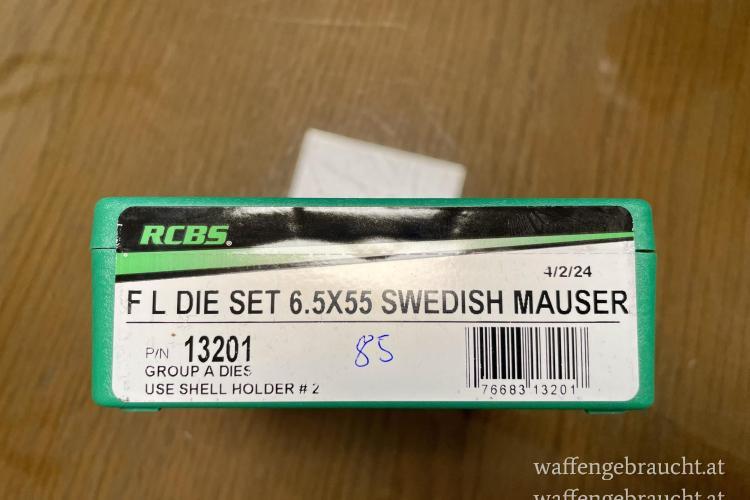 RCBS.
4/2/24
F L DIE SET 6.5X55 SWEDISH MAUSER
P/N 13201
85
GROUP A DIES
USE SHELL HOLDER # 2
76683 13201
waffengebraucht.at
waffengebraucht.at